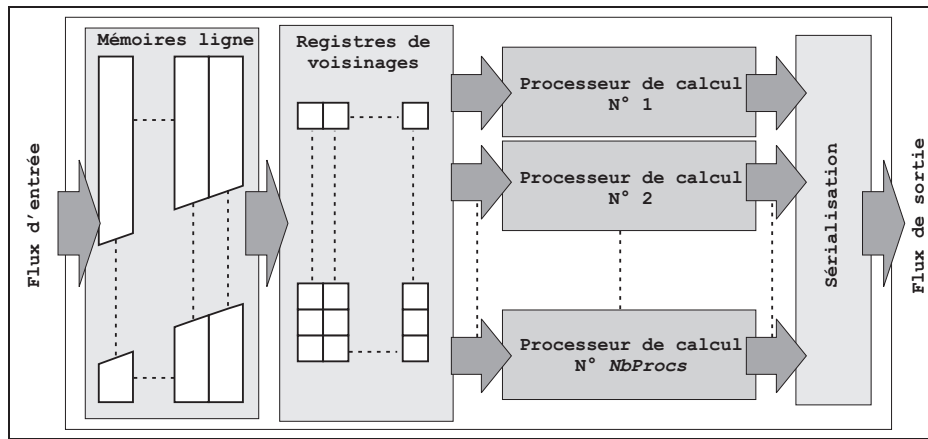 Mémoires ligne
Registres de
voisinages
Processeur de calcul
N° 1
Processeur de calcul
N° 2
Processeur de calcul
N° NbProcs
Flux d'entrée
Sérialisation
Flux de sortie